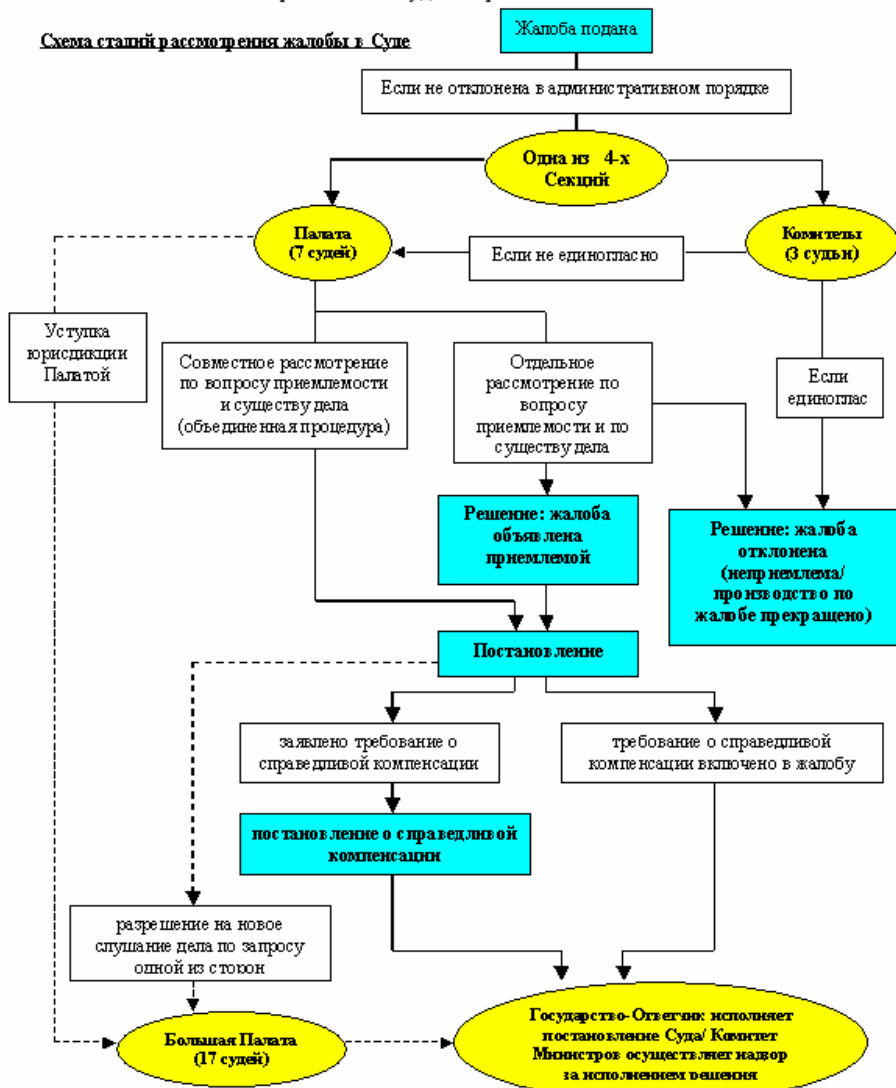 Жалоба подана
Схема стадий рассмотрения жалобы в Суде
Если не отклонена в административном порядке
Одна из 4-х
Секций
Палата
(7 судей)
Если не единогласно
Комитеты
(3 судьи)
Уступка
юрисдикции
Палатой
Совместное рассмотрение
по вопросу приемлемости
и существу дела
(объединенная процедура)
Отдельное
рассмотрение по
вопросу
приемлемости и по
существу дела
Если
единоглас
Решение: жалоба
объявлена
приемлемой
Решение: жалоба
отклонена
(неприемлема/
производство по
жалобе прекращено)
Постановление
заявлено требование о
справедливой компенсации
требование о справедливой
компенсации включено в жалобу
постановление о справедливой
компенсации
разрешение на новое
слушание дела по запросу
одной из сторон
Большая Палата
(17 судей)
Государство-Ответчик исполняет
постановление Суда/ Комитет
Министров осуществляет надзор
за исполнением решения